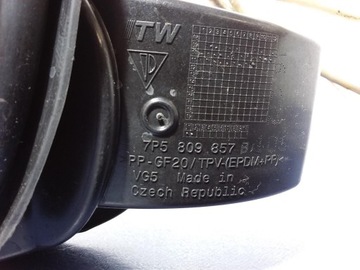 ITW
7P5 809 857 B
PP-GF20/TPV-(EPDM+PP)
VG5 Made in
Czech Republic